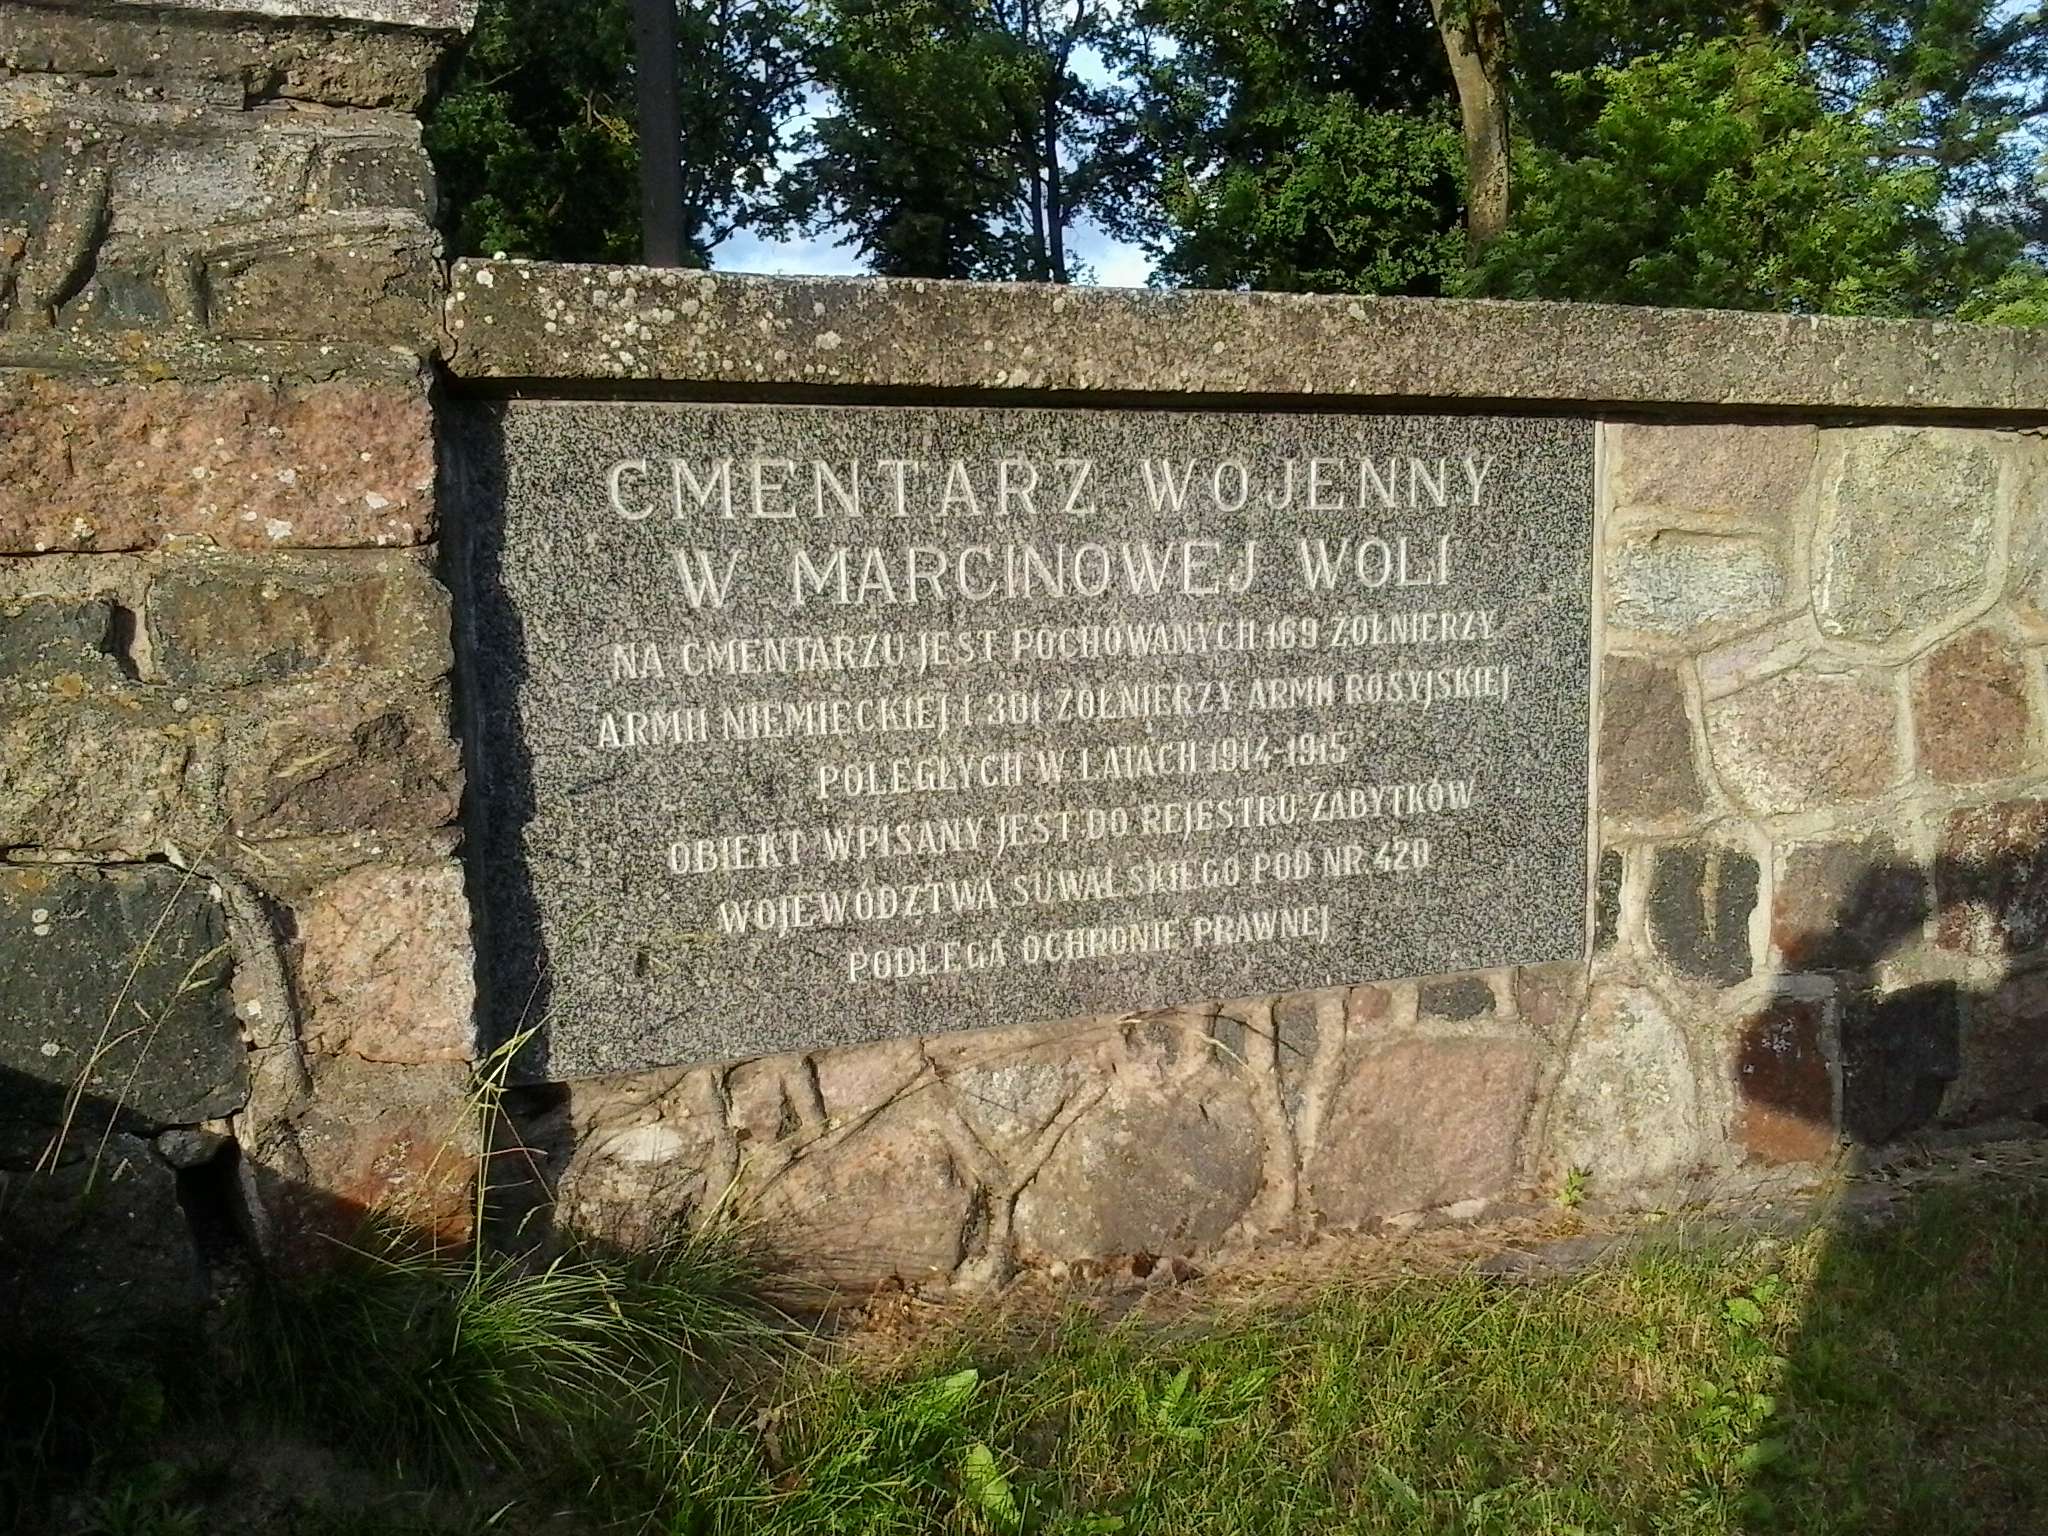 CMENTARZ WOJENNY
W MARCINOWEJ WOLI
NA CMENTARZU JEST POCHOWANYCH 169 ŻOŁNIERZY
ARMII NIEMIECKIEJ I 301 ŻOŁNIERZY ARMII ROSYJSKIEJ
POLEGŁYCH W LATACH 1914-1915
OBIEKT WPISANY JEST DO REJESTRU ZABYTKÓW
WOJEWÓDZTWA SUWALSKIEGO POD NR. 420
PODLEGA OCHRONIE PRAWNEJ